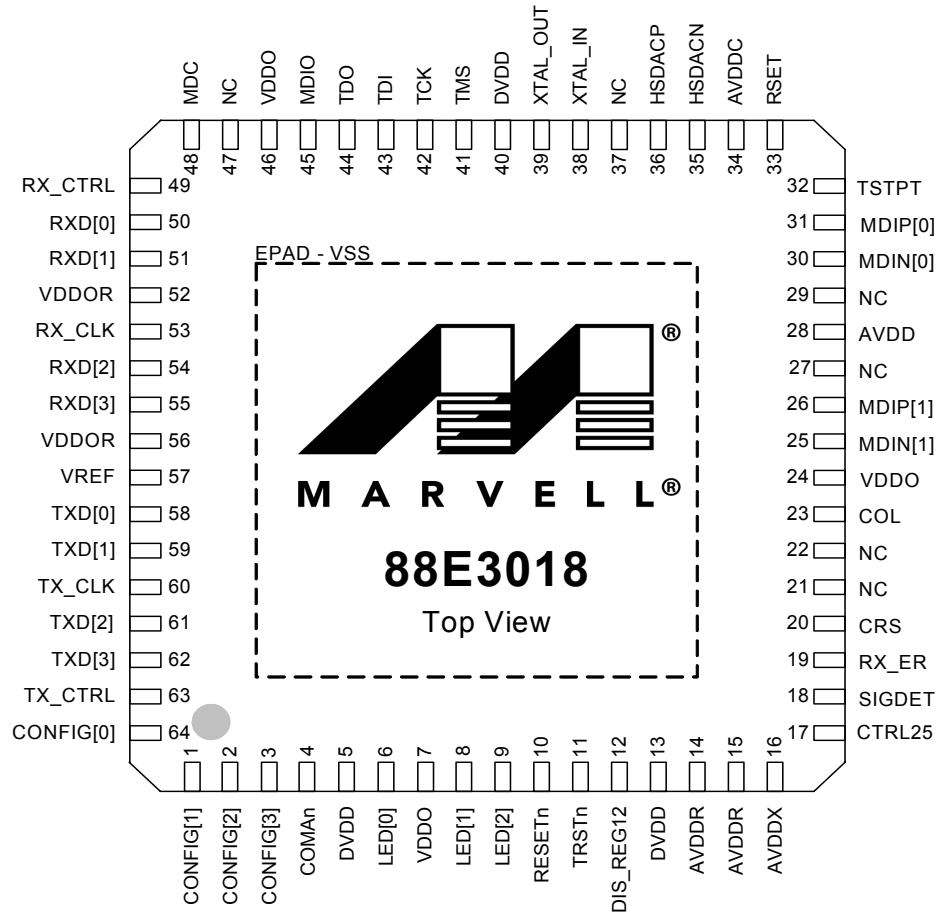 MDC
NC
VDDO
MDIO
TDO
TDI
TCK
TMS
DVDD
XTAL_OUT
XTAL_IN
NC
HSDACP
HSDACN
AVDDC
RSET
48
47
46
45
44
43
42
41
40
39
38
37
36
35
34
33
RX_CTRL 49
RXD[0] 50
RXD[1] 51
VDDOR 52
RX_CLK 53
RXD[2] 54
RXD[3] 55
VDDOR 56
VREF 57
TXD[0] 58
TXD[1] 59
TX_CLK 60
TXD[2] 61
TXD[3] 62
TX_CTRL 63
CONFIG[0] 64
EPAD - VSS
®
MARVELL®
88E3018
Top View
32 TSTPT
31 MDIP[0]
30 MDIN[0]
29 NC
28 AVDD
27 NC
26 MDIP[1]
25 MDIN[1]
24 VDDO
23 COL
22 NC
21 NC
20 CRS
19 RX_ER
18 SIGDET
17 CTRL25
1
2
3
4
5
6
7
8
9
10
11
12
13
14
15
16
CONFIG[1]
CONFIG[2]
CONFIG[3]
COMAn
DVDD
LED[0]
VDDO
LED[1]
LED[2]
RESETn
TRSTn
DIS_REG12
DVDD
AVDDR
AVDDR
AVDDX